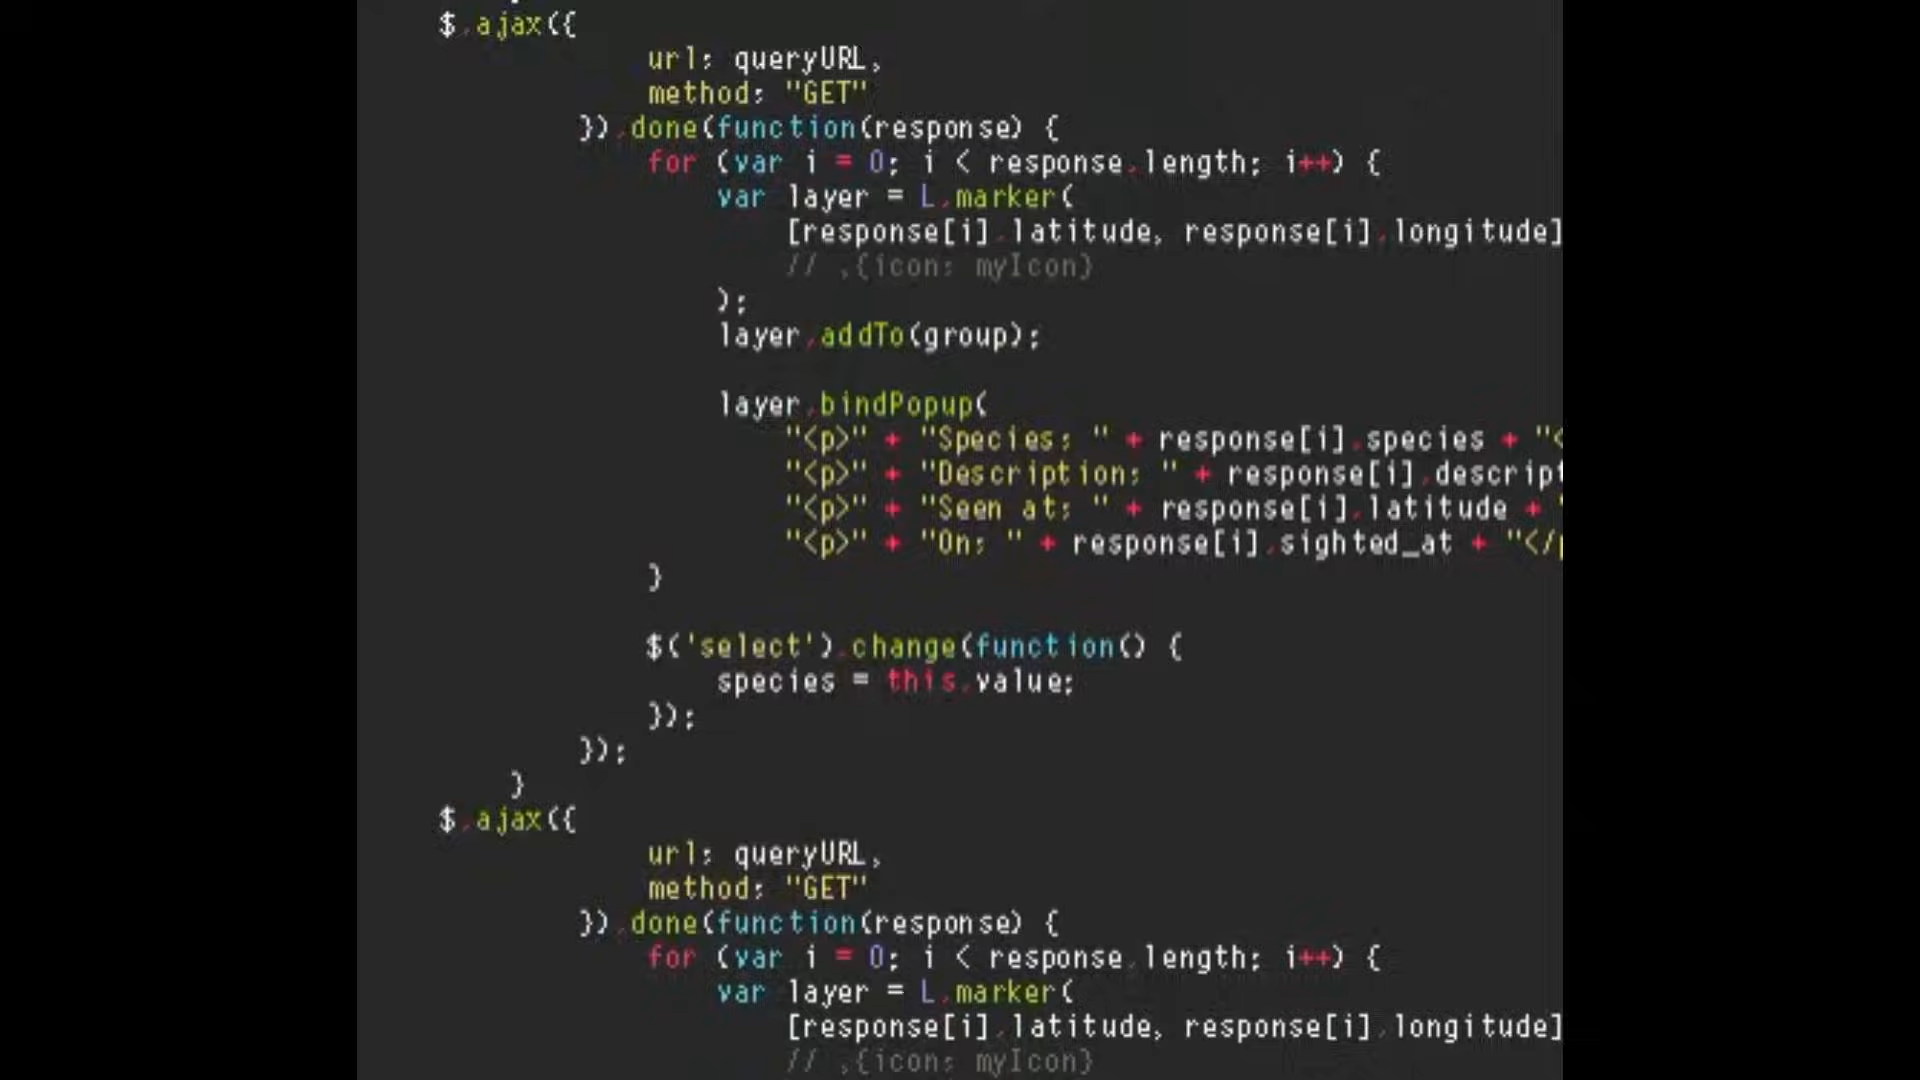 $.ajax({
url: queryURL,
method: "GET"
}).done(function(response) {
for (var i = 0; i < response.length; i++) {
var layer = L.marker(
[response[i].latitude, response[i].longitude]
// ,{icon: myIcon}
);
layer.addTo(group);
layer.bindPopup(
"<p>" + "Species: " + response[i].species + "<
"<p>" + "Description: " + response[i].descript
"<p>" + "Seen at: " + response[i].latitude + "
"<p>" + "On: " + response[i].sighted_at + "</p
}
$('select').change(function() {
species = this.value;
});
});
}
$.ajax({
url: queryURL,
method: "GET"
}).done(function(response) {
for (var i = 0; i < response.length; i++) {
var layer = L.marker(
[response[i].latitude, response[i].longitude]
// ,{icon: myIcon}